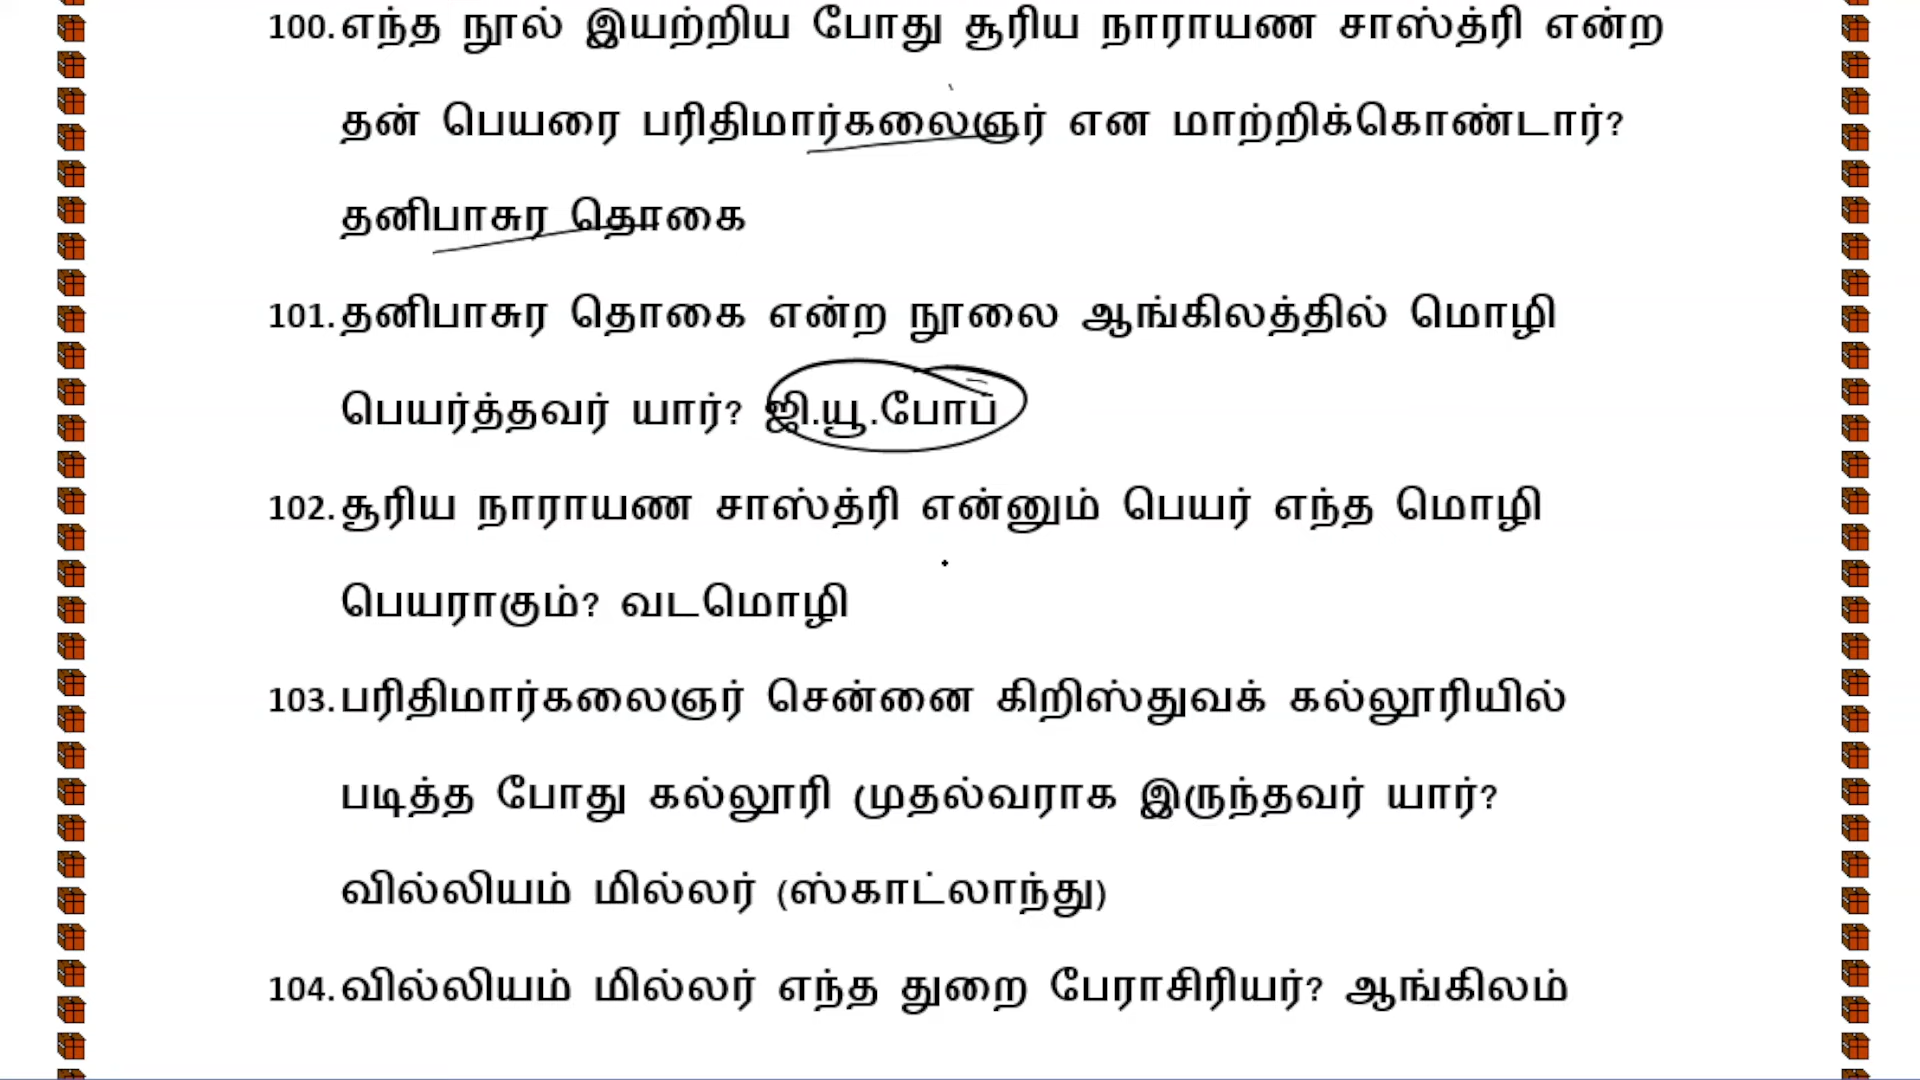 100. எந்த நூல் இயற்றிய போது சூரிய நாராயண சாஸ்த்ரி என்ற
தன் பெயரை பரிதிமார்கலைஞர் என மாற்றிக்கொண்டார்?
தனிபாசுர தொகை
101. தனிபாசுர தொகை என்ற நூலை ஆங்கிலத்தில் மொழி
பெயர்த்தவர் யார்? ஜி.யூ.போப்
102. சூரிய நாராயண சாஸ்த்ரி என்னும் பெயர் எந்த மொழி
பெயராகும்? வடமொழி
103. பரிதிமார்கலைஞர் சென்னை கிறிஸ்துவக் கல்லூரியில்
படித்த போது கல்லூரி முதல்வராக இருந்தவர் யார்?
வில்லியம் மில்லர் (ஸ்காட்லாந்து)
104. வில்லியம் மில்லர் எந்த துறை பேராசிரியர்? ஆங்கிலம்